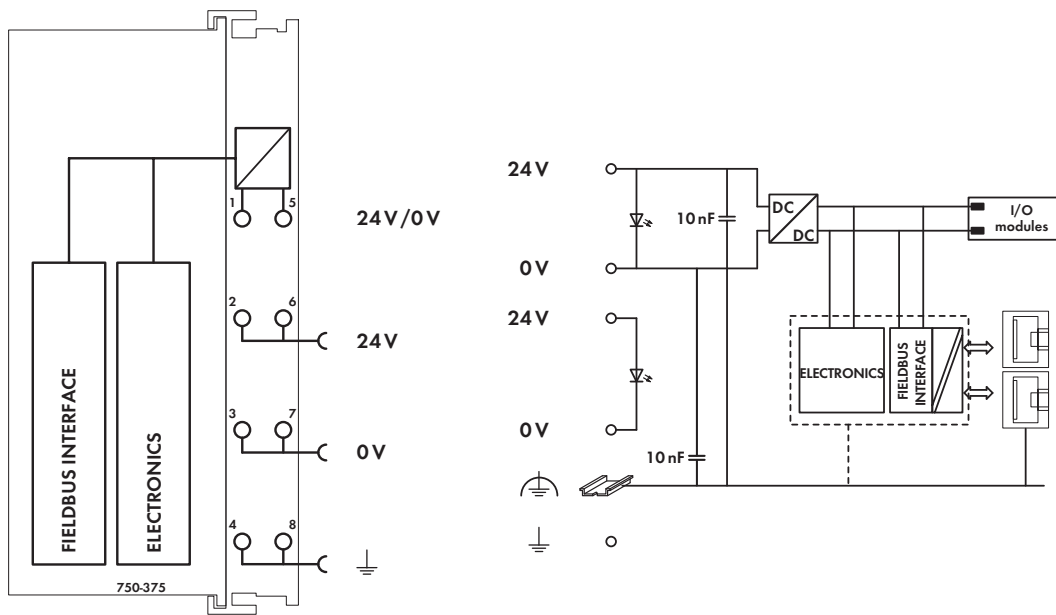 1
5
24V/0V
2
6
24V
3
7
0V
4
8
FIELDBUS INTERFACE
ELECTRONICS
750-375
24V
10nF
DC
DC
I/O
modules
0V
24V
ELECTRONICS
FIELDBUS
INTERFACE
0V
10nF